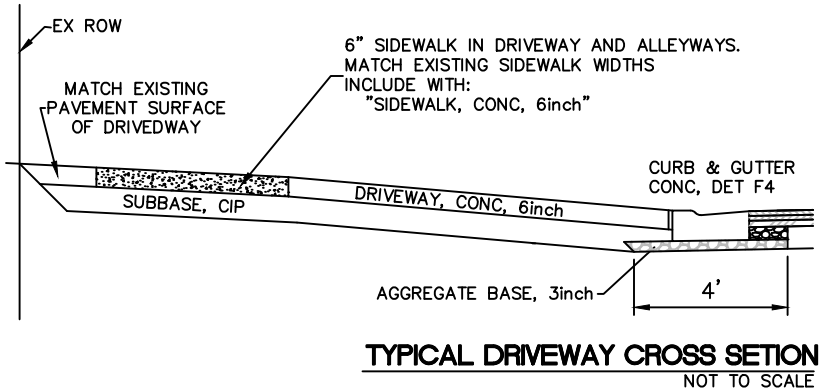 EX ROW
6" SIDEWALK IN DRIVEWAY AND ALLEYWAYS.
MATCH EXISTING SIDEWALK WIDTHS
INCLUDE WITH:
"SIDEWALK, CONC, 6inch"
MATCH EXISTING
PAVEMENT SURFACE
OF DRIVEDWAY
CURB & GUTTER
CONC, DET F4
DRIVEWAY, CONC, 6inch
SUBBASE, CIP
AGGREGATE BASE, 3inch
4'
TYPICAL DRIVEWAY CROSS SETION
NOT TO SCALE